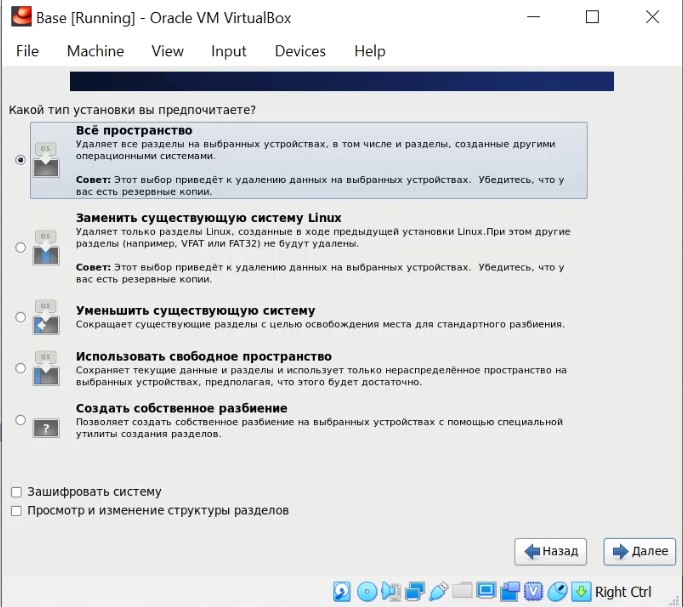 Base [Running] - Oracle VM VirtualBox
File Machine View Input Devices Help
Какой тип установки вы предпочитаете?
Всё пространство
Удаляет все разделы на выбранных устройствах, в том числе и разделы, созданные другими
операционными системами.
Совет: Этот выбор приведёт к удалению данных на выбранных устройствах. Убедитесь, что у
вас есть резервные копии.
OS
Заменить существующую систему Linux
Удаляет только разделы Linux, созданные в ходе предыдущей установки Linux.При этом другие
разделы (например, VFAT или FAT32) не будут удалены.
Совет: Этот выбор приведёт к удалению данных на выбранных устройствах. Убедитесь, что у
вас есть резервные копии.
OS
Уменьшить существующую систему
Сокращает существующие разделы с целью освобождения места для стандартного разбиения.
OS
Использовать свободное пространство
Сохраняет текущие данные и разделы и использует только нераспределённое пространство на
выбранных устройствах, предполагая, что этого будет достаточно.
OS
Создать собственное разбиение
Позволяет создать собственное разбиение на выбранных устройствах с помощью специальной
утилиты создания разделов.
?
Зашифровать систему
Просмотр и изменение структуры разделов
Назад Далее
V Right Ctrl